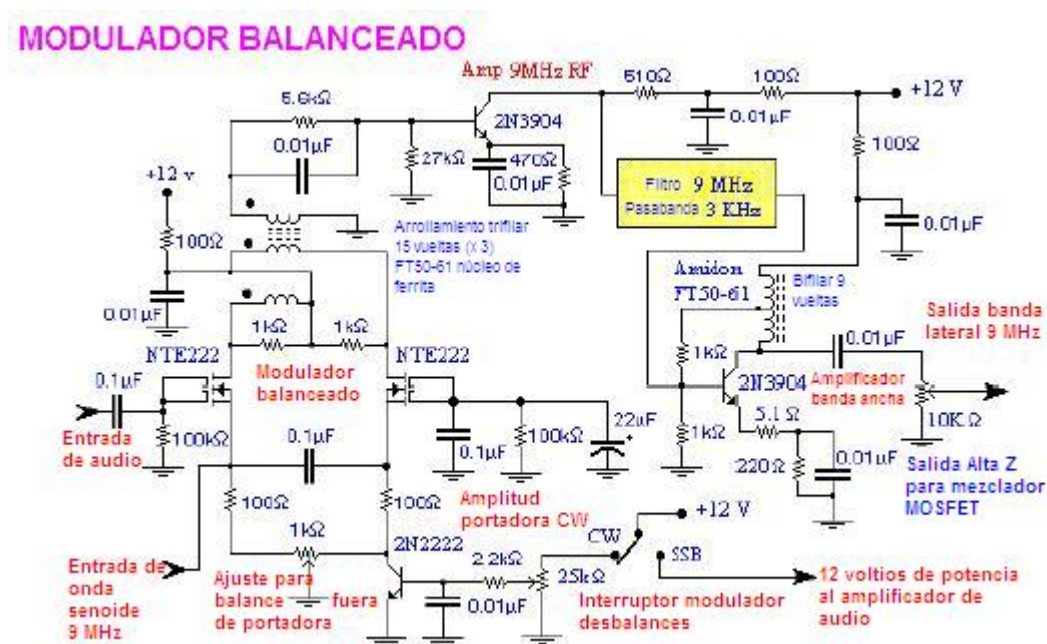 MODULADOR BALANCEADO
Amp 9MHz RF
510Ω
100Ω
+12 V
5.6kΩ
0.01µF
2N3904
0.01µF
100Ω
27kΩ
470Ω
0.01µF
+12 v
Filtro 9 MHz
Pasabanda 3 KHz
0.01µF
100Ω
Arrollamiento trifilar
15 vueltas (x 3)
FT50-61 núcleo de
ferrita
Amidon
FT50-61
Bifilar 9
vueltas
0.01µF
Salida banda
lateral 9 MHz
1kΩ
1kΩ
0.01µF
NTE222
NTE222
1kΩ
2N3904
0.1µF
Modulador
balanceado
Amplificador
banda ancha
10KΩ
22uF
+
5.1Ω
Entrada
de audio
100kΩ
0.1µF
0.1µF
100kΩ
1kΩ
220Ω
0.01µF
Salida Alta Z
para mezclador
MOSFET
100Ω
100Ω
Amplitud
portadora CW
+12 V
1kΩ
2N2222
2.2kΩ
CW
SSB
25kΩ
Entrada de
onda
senoide
9 MHz
Ajuste para
balance fuera
de portadora
0.01µF
Interruptor modulador
desbalances
12 voltios de potencia
al amplificador de
audio